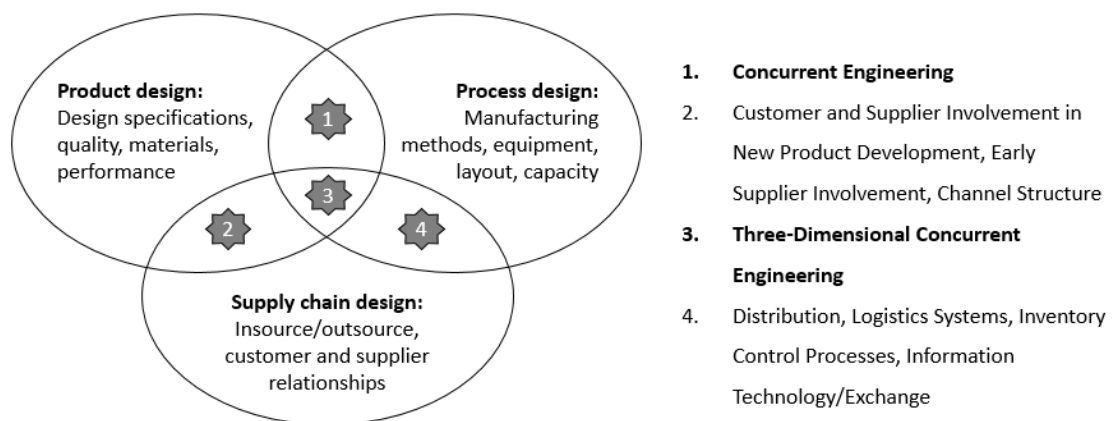 Product design:
Design specifications,
quality, materials,
performance
1
Process design:
Manufacturing
methods, equipment,
layout, capacity
3
2
4
Supply chain design:
Insource/outsource,
customer and supplier
relationships
1. Concurrent Engineering
2. Customer and Supplier Involvement in
New Product Development, Early
Supplier Involvement, Channel Structure
3. Three-Dimensional Concurrent
Engineering
4. Distribution, Logistics Systems, Inventory
Control Processes, Information
Technology/Exchange